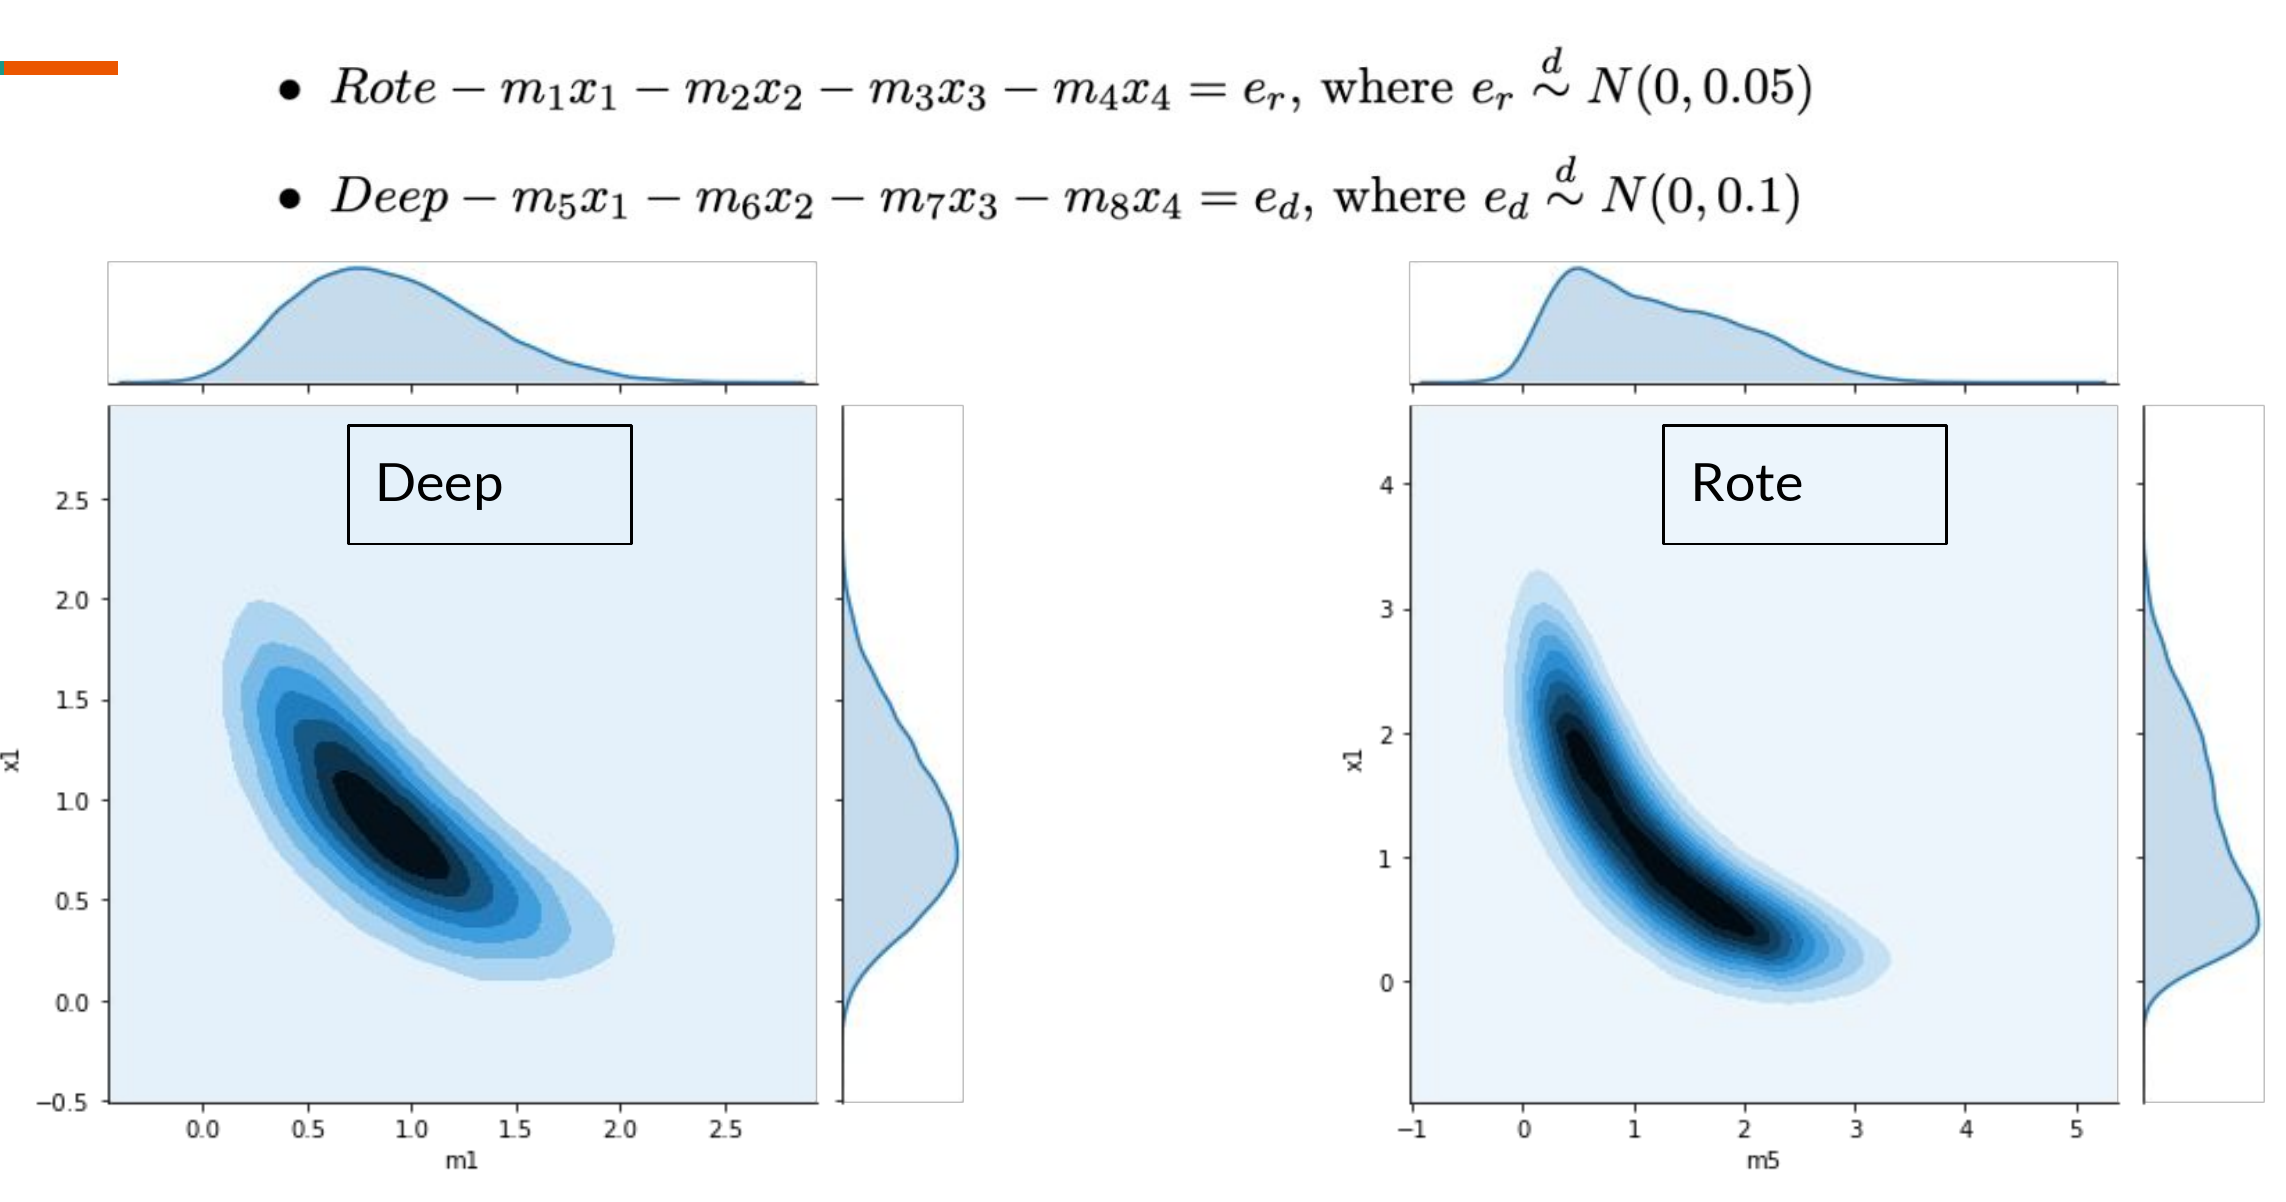 • Rote − m₁x₁ − m₂x₂ − m₃x₃ − m₄x₄ = eᵣ, where eᵣ ~ᵈ N(0, 0.05)
• Deep − m₅x₁ − m₆x₂ − m₇x₃ − m₈x₄ = e_d, where e_d ~ᵈ N(0, 0.1)
Deep
2.5
2.0
1.5
1.0
0.5
0.0
−0.5
x1
0.0 0.5 1.0 1.5 2.0 2.5
m1
Rote
4
3
2
1
0
x1
−1 0 1 2 3 4 5
m5